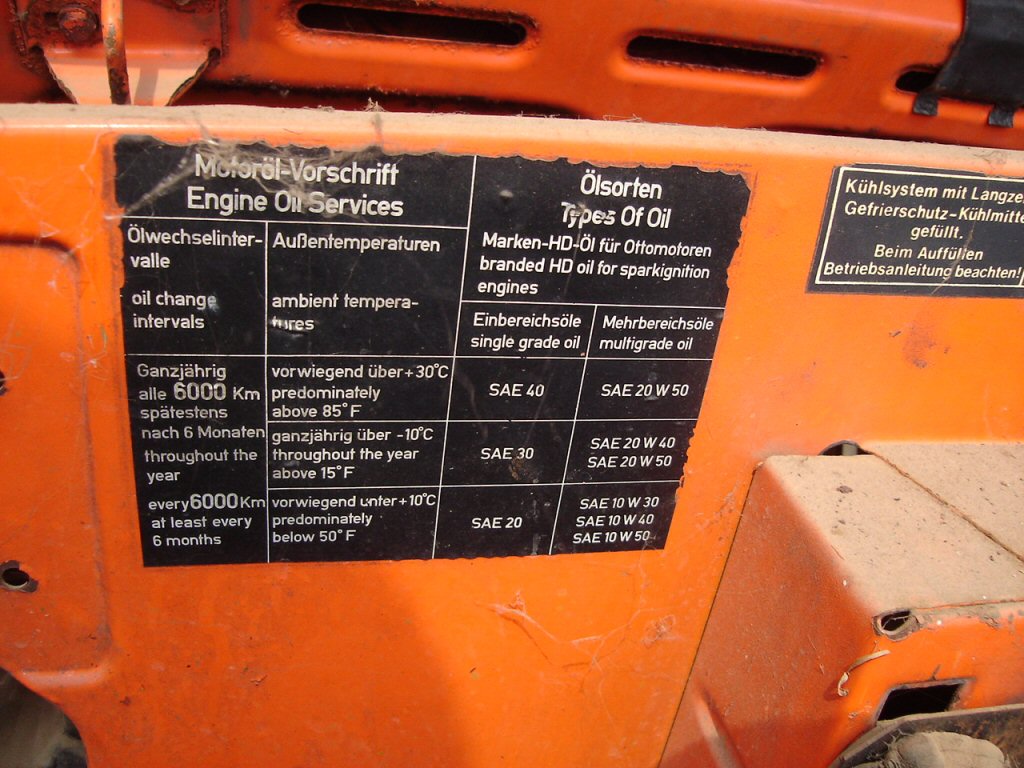 Motoröl-Vorschrift
Engine Oil Services
Ölsorten
Types Of Oil
Marken-HD-Öl für Ottomotoren
branded HD oil for sparkignition
engines
Ölwechselinter-
valle
oil change
intervals
Außentemperaturen
ambient tempera-
tures
Einbereichsöle
single grade oil
Mehrbereichsöle
multigrade oil
Ganzjährig
alle 6000 Km
spätestens
nach 6 Monaten
throughout the
year
every 6000 Km
at least every
6 months
vorwiegend über +30°C
predominately
above 85°F
SAE 40
SAE 20 W 50
ganzjährig über -10°C
throughout the year
above 15°F
SAE 30
SAE 20 W 40
SAE 20 W 50
vorwiegend unter +10°C
predominately
below 50°F
SAE 20
SAE 10 W 30
SAE 10 W 40
SAE 10 W 50
Kühlsystem mit Langze
Gefrierschutz-Kühlmitte
gefüllt.
Beim Auffüllen
Betriebsanleitung beachten!